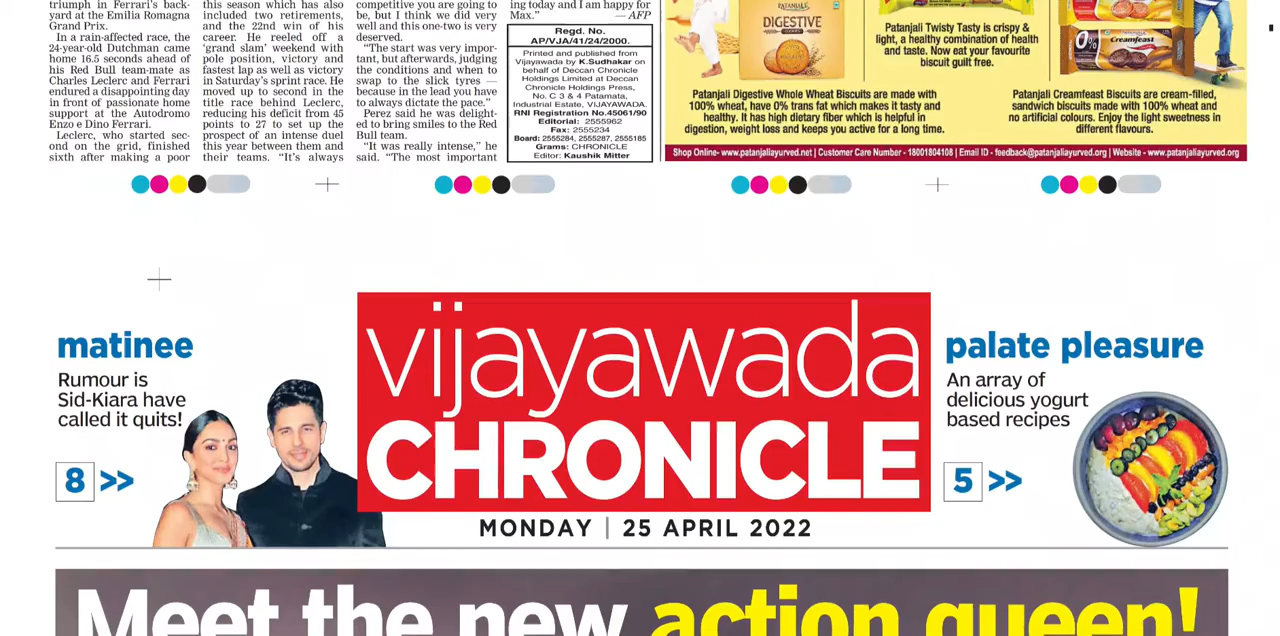 triumph in Ferrari's back-
yard at the Emilia Romagna
Grand Prix.
In a rain-affected race, the
24-year-old Dutchman came
home 16.5 seconds ahead of
his Red Bull team-mate as
Charles Leclerc and Ferrari
endured a disappointing day
in front of passionate home
support at the Autodromo
Enzo e Dino Ferrari.
Leclerc, who started sec-
ond on the grid, finished
sixth after making a poor
this season which has also
included two retirements,
and the 22nd win of his
career. He reeled off a
'grand slam' weekend with
pole position, victory and
fastest lap as well as victory
in Saturday's sprint race. He
moved up to second in the
title race behind Leclerc,
reducing his deficit from 45
points to 27 to set up the
prospect of an intense duel
this year between them and
their teams. "It's always
competitive you are going to
be, but I think we did very
well and this one-two is very
deserved.
"The start was very impor-
tant, but afterwards, judging
the conditions and when to
swap to the slick tyres —
because in the lead you have
to always dictate the pace."
Perez said he was delight-
ed to bring smiles to the Red
Bull team.
"It was really intense," he
said. "The most important
ing today and I am happy for
Max." — AFP
Regd. No.
AP/VJA/41/24/2000.
Printed and published from
Vijayawada by K.Sudhakar on
behalf of Deccan Chronicle
Holdings Limited at Deccan
Chronicle Holdings Press,
No. C 3 & 4 Patamata,
Industrial Estate, VIJAYAWADA.
RNI Registration No.45061/90
Editorial: 2555962
Fax: 2555234
Board: 2555284, 2555287, 2555185
Grams: CHRONICLE
Editor: Kaushik Mitter
PATANJALI
DIGESTIVE
COOKIES
Patanjali Digestive Whole Wheat Biscuits are made with
100% wheat, have 0% trans fat which makes it tasty and
healthy. It has high dietary fiber which is helpful in
digestion, weight loss and keeps you active for a long time.
Patanjali Twisty Tasty is crispy &
light, a healthy combination of health
and taste. Now eat your favourite
biscuit guilt free.
0%
Creamfeast
Patanjali Creamfeast Biscuits are cream-filled,
sandwich biscuits made with 100% wheat and
no artificial colours. Enjoy the light sweetness in
different flavours.
Shop Online- www.patanjaliayurved.net | Customer Care Number - 18001804108 | Email ID - feedback@patanjaliayurved.org | Website - www.patanjaliayurved.org
matinee
Rumour is
Sid-Kiara have
called it quits!
8 >>
vijayawada
CHRONICLE
MONDAY | 25 APRIL 2022
palate pleasure
An array of
delicious yogurt
based recipes
5 >>
Meet the new action queen!